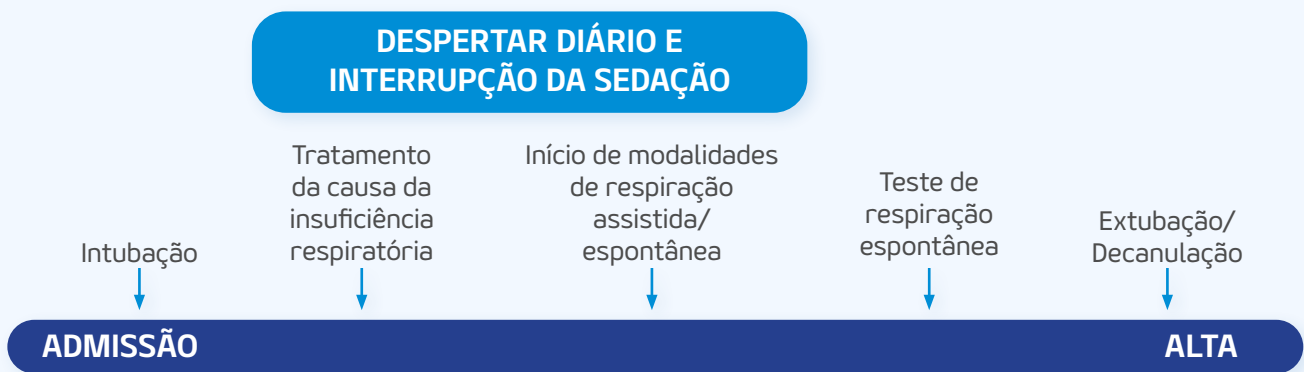 DESPERTAR DIÁRIO E
INTERRUPÇÃO DA SEDAÇÃO
Intubação
Tratamento
da causa da
insuficiência
respiratória
Início de modalidades
de respiração
assistida/
espontânea
Teste de
respiração
espontânea
Extubação/
Decanulação
ADMISSÃO
ALTA